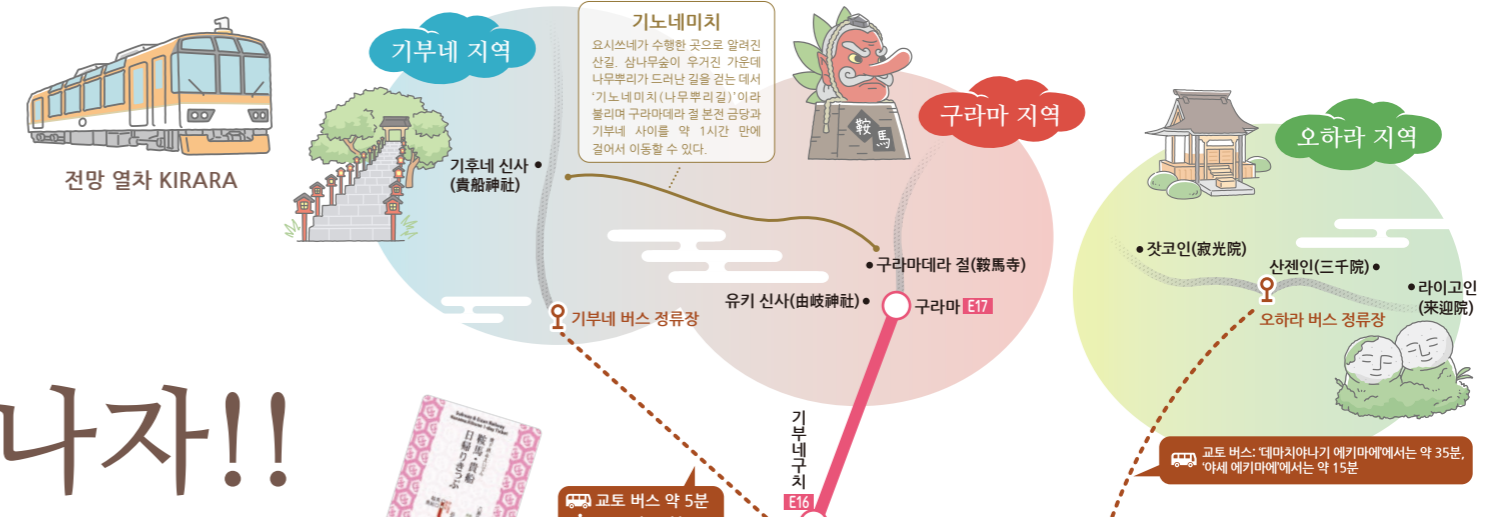 전망 열차 KIRARA
기부네 지역
기노네미치
요시쓰네가 수행한 곳으로 알려진
산길. 삼나무숲이 우거진 가운데
나무뿌리가 드러난 길을 걷는 데서
‘기노네미치(나무뿌리길)’이라
불리며 구라마데라 절 본전 금당과
기부네 사이를 약 1시간 만에
걸어서 이동할 수 있다.
鞍馬
구라마 지역
오하라 지역
기후네 신사
(貴船神社)
구라마데라 절(鞍馬寺)
유키 신사(由岐神社)
구라마 E17
기부네 버스 정류장
잣코인(寂光院)
산젠인(三千院)
라이고인
(来迎院)
오하라 버스 정류장
나자!!
鞍馬・貴船
日帰りきっぷ
교토 버스 약 5분
기부네구치
E16
교토 버스: ‘데마치야나기 에키마에’에서는 약 35분,
‘야세 에키마에’에서는 약 15분